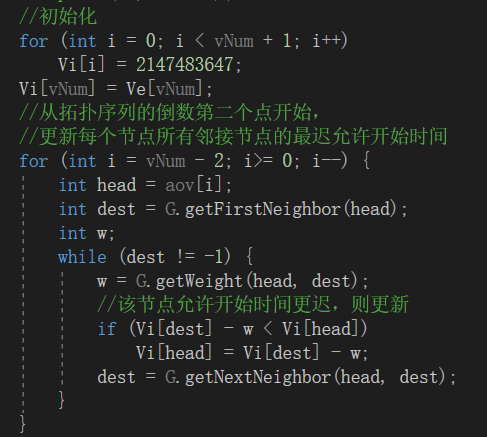 //初始化
for (int i = 0; i < vNum + 1; i++)
    Vi[i] = 2147483647;
Vi[vNum] = Ve[vNum];
//从拓扑序列的倒数第二个点开始，
//更新每个节点所有邻接节点的最迟允许开始时间
for (int i = vNum - 2; i>= 0; i--) {
    int head = aov[i];
    int dest = G.getFirstNeighbor(head);
    int w;
    while (dest != -1) {
        w = G.getWeight(head, dest);
        //该节点允许开始时间更迟，则更新
        if (Vi[dest] - w < Vi[head])
            Vi[head] = Vi[dest] - w;
        dest = G.getNextNeighbor(head, dest);
    }
}